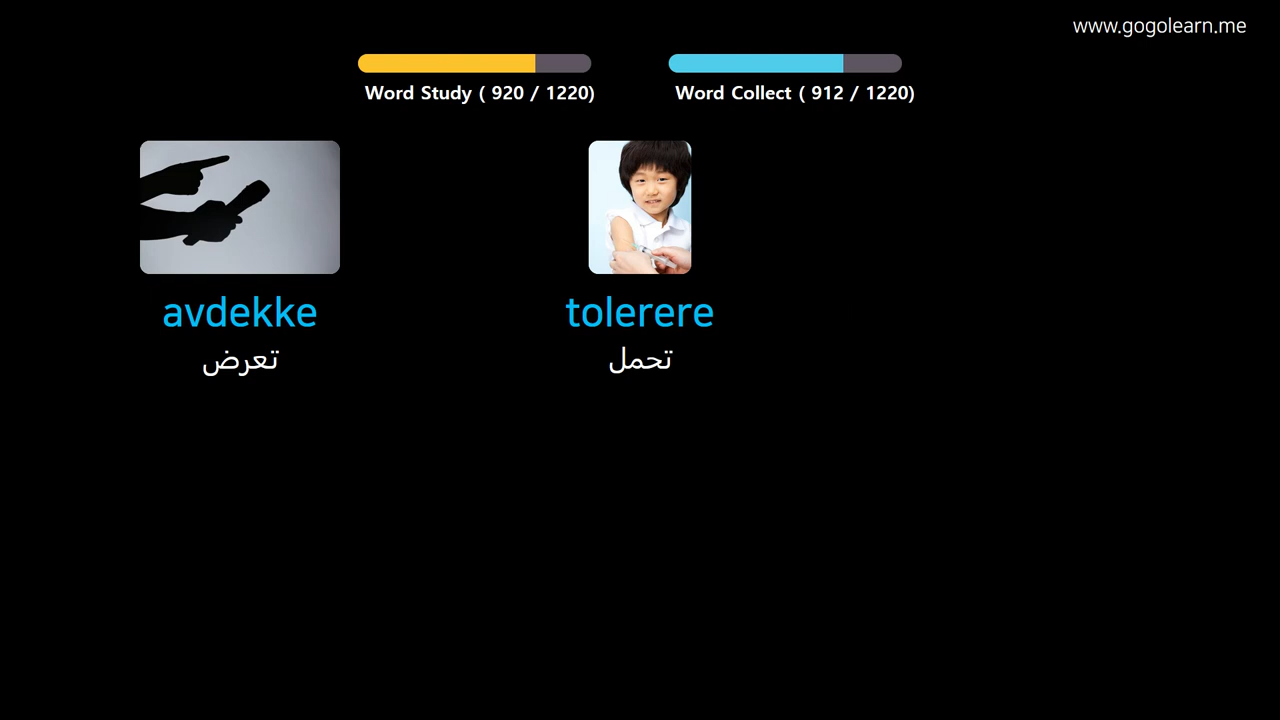 www.gogolearn.me
Word Study ( 920 / 1220)
Word Collect ( 912 / 1220)
avdekke
تعرض
tolerere
تحمل